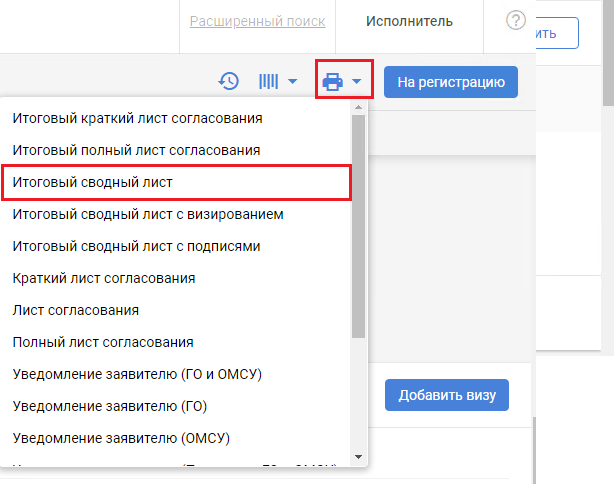 Расширенный поиск
Исполнитель
?
ить
На регистрацию
Итоговый краткий лист согласования
Итоговый полный лист согласования
Итоговый сводный лист
Итоговый сводный лист с визированием
Итоговый сводный лист с подписями
Краткий лист согласования
Лист согласования
Полный лист согласования
Уведомление заявителю (ГО и ОМСУ)
Добавить визу
Уведомление заявителю (ГО)
Уведомление заявителю (ОМСУ)